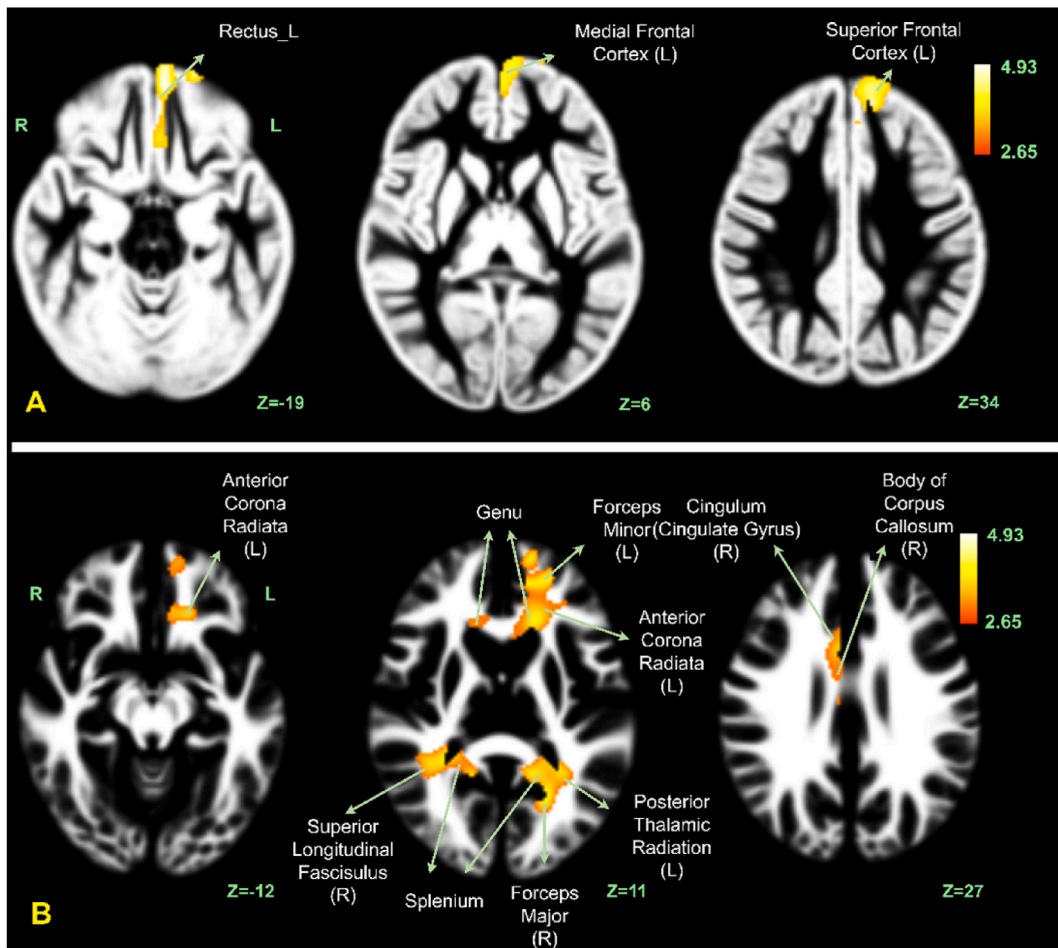 Rectus_L
Medial Frontal
Cortex (L)
Superior Frontal
Cortex (L)
4.93
2.65
R
L
A
Z=-19
Z=6
Z=34
Anterior
Corona
Radiata
(L)
Genu
Forceps
Minor
(L)
Cingulum
(Cingulate Gyrus)
(R)
Body of
Corpus
Callosum
(R)
4.93
2.65
R
L
Anterior
Corona
Radiata
(L)
Superior
Longitudinal
Fascisulus
(R)
Splenium
Forceps
Major
(R)
Posterior
Thalamic
Radiation
(L)
B
Z=-12
Z=11
Z=27